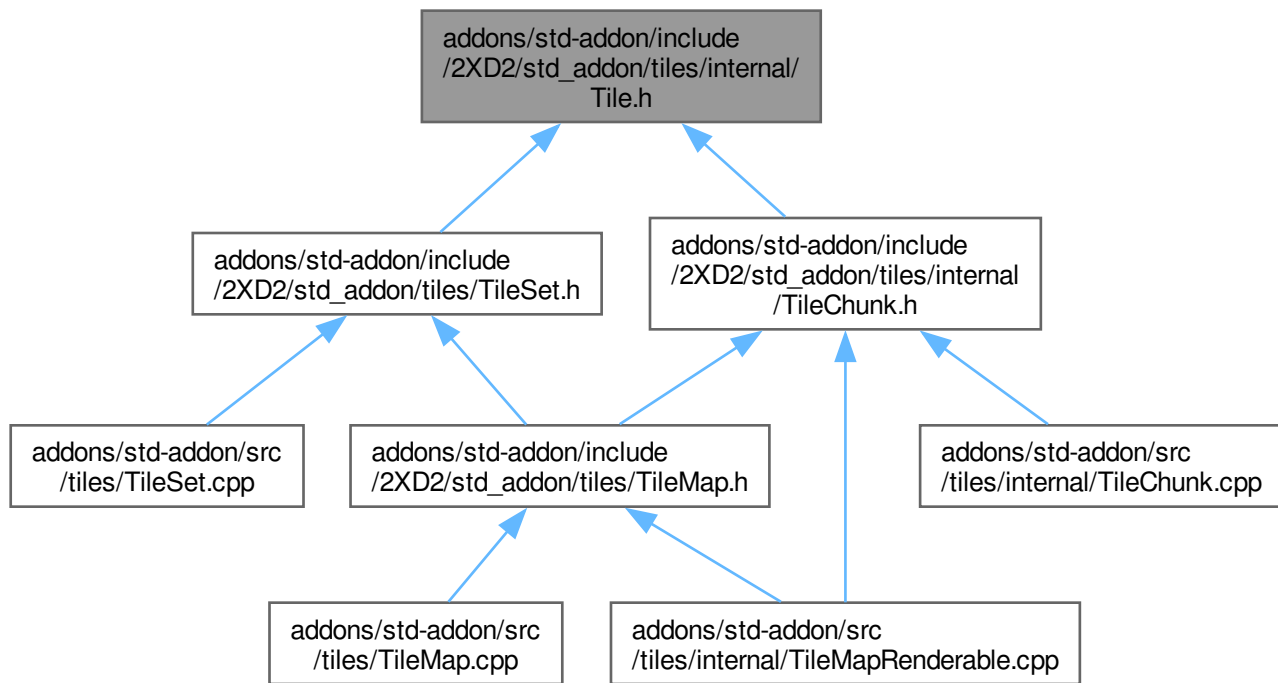 addons/std-addon/include
/2XD2/std_addon/tiles/internal/
Tile.h
addons/std-addon/include
/2XD2/std_addon/tiles/TileSet.h
addons/std-addon/include
/2XD2/std_addon/tiles/internal
/TileChunk.h
addons/std-addon/src
/tiles/TileSet.cpp
addons/std-addon/include
/2XD2/std_addon/tiles/TileMap.h
addons/std-addon/src
/tiles/internal/TileChunk.cpp
addons/std-addon/src
/tiles/TileMap.cpp
addons/std-addon/src
/tiles/internal/TileMapRenderable.cpp